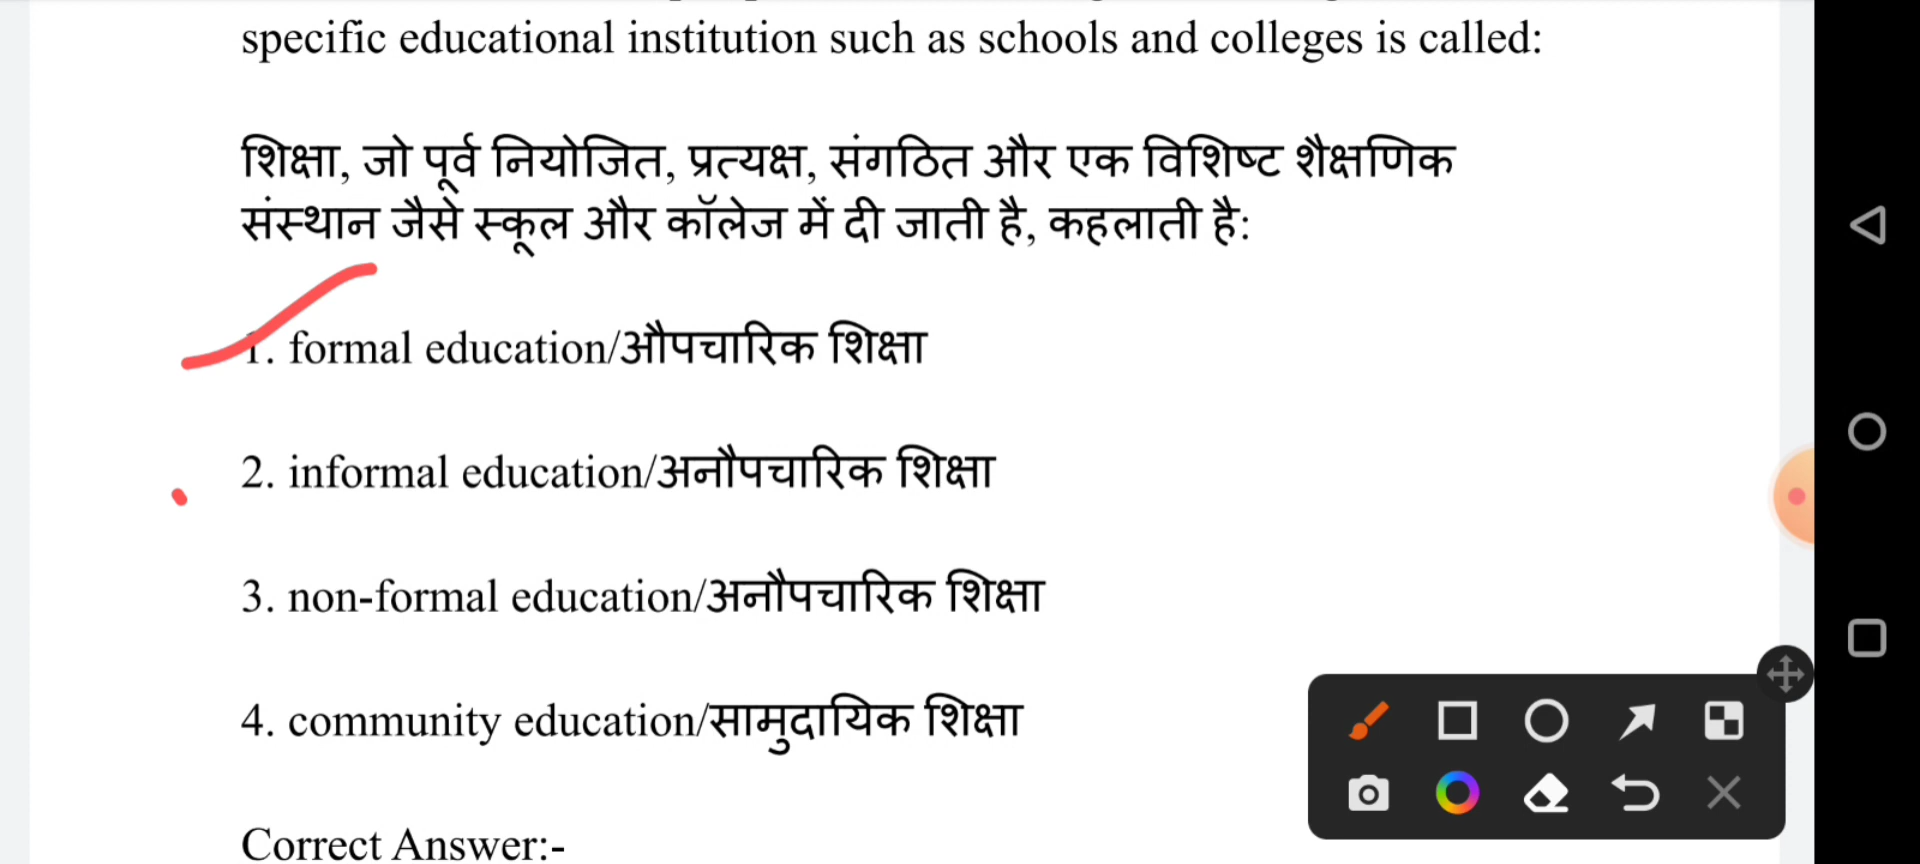 specific educational institution such as schools and colleges is called:
शिक्षा, जो पूर्व नियोजित, प्रत्यक्ष, संगठित और एक विशिष्ट शैक्षणिक
संस्थान जैसे स्कूल और कॉलेज में दी जाती है, कहलाती है:
1. formal education/औपचारिक शिक्षा
2. informal education/अनौपचारिक शिक्षा
3. non-formal education/अनौपचारिक शिक्षा
4. community education/सामुदायिक शिक्षा
Correct Answer:-